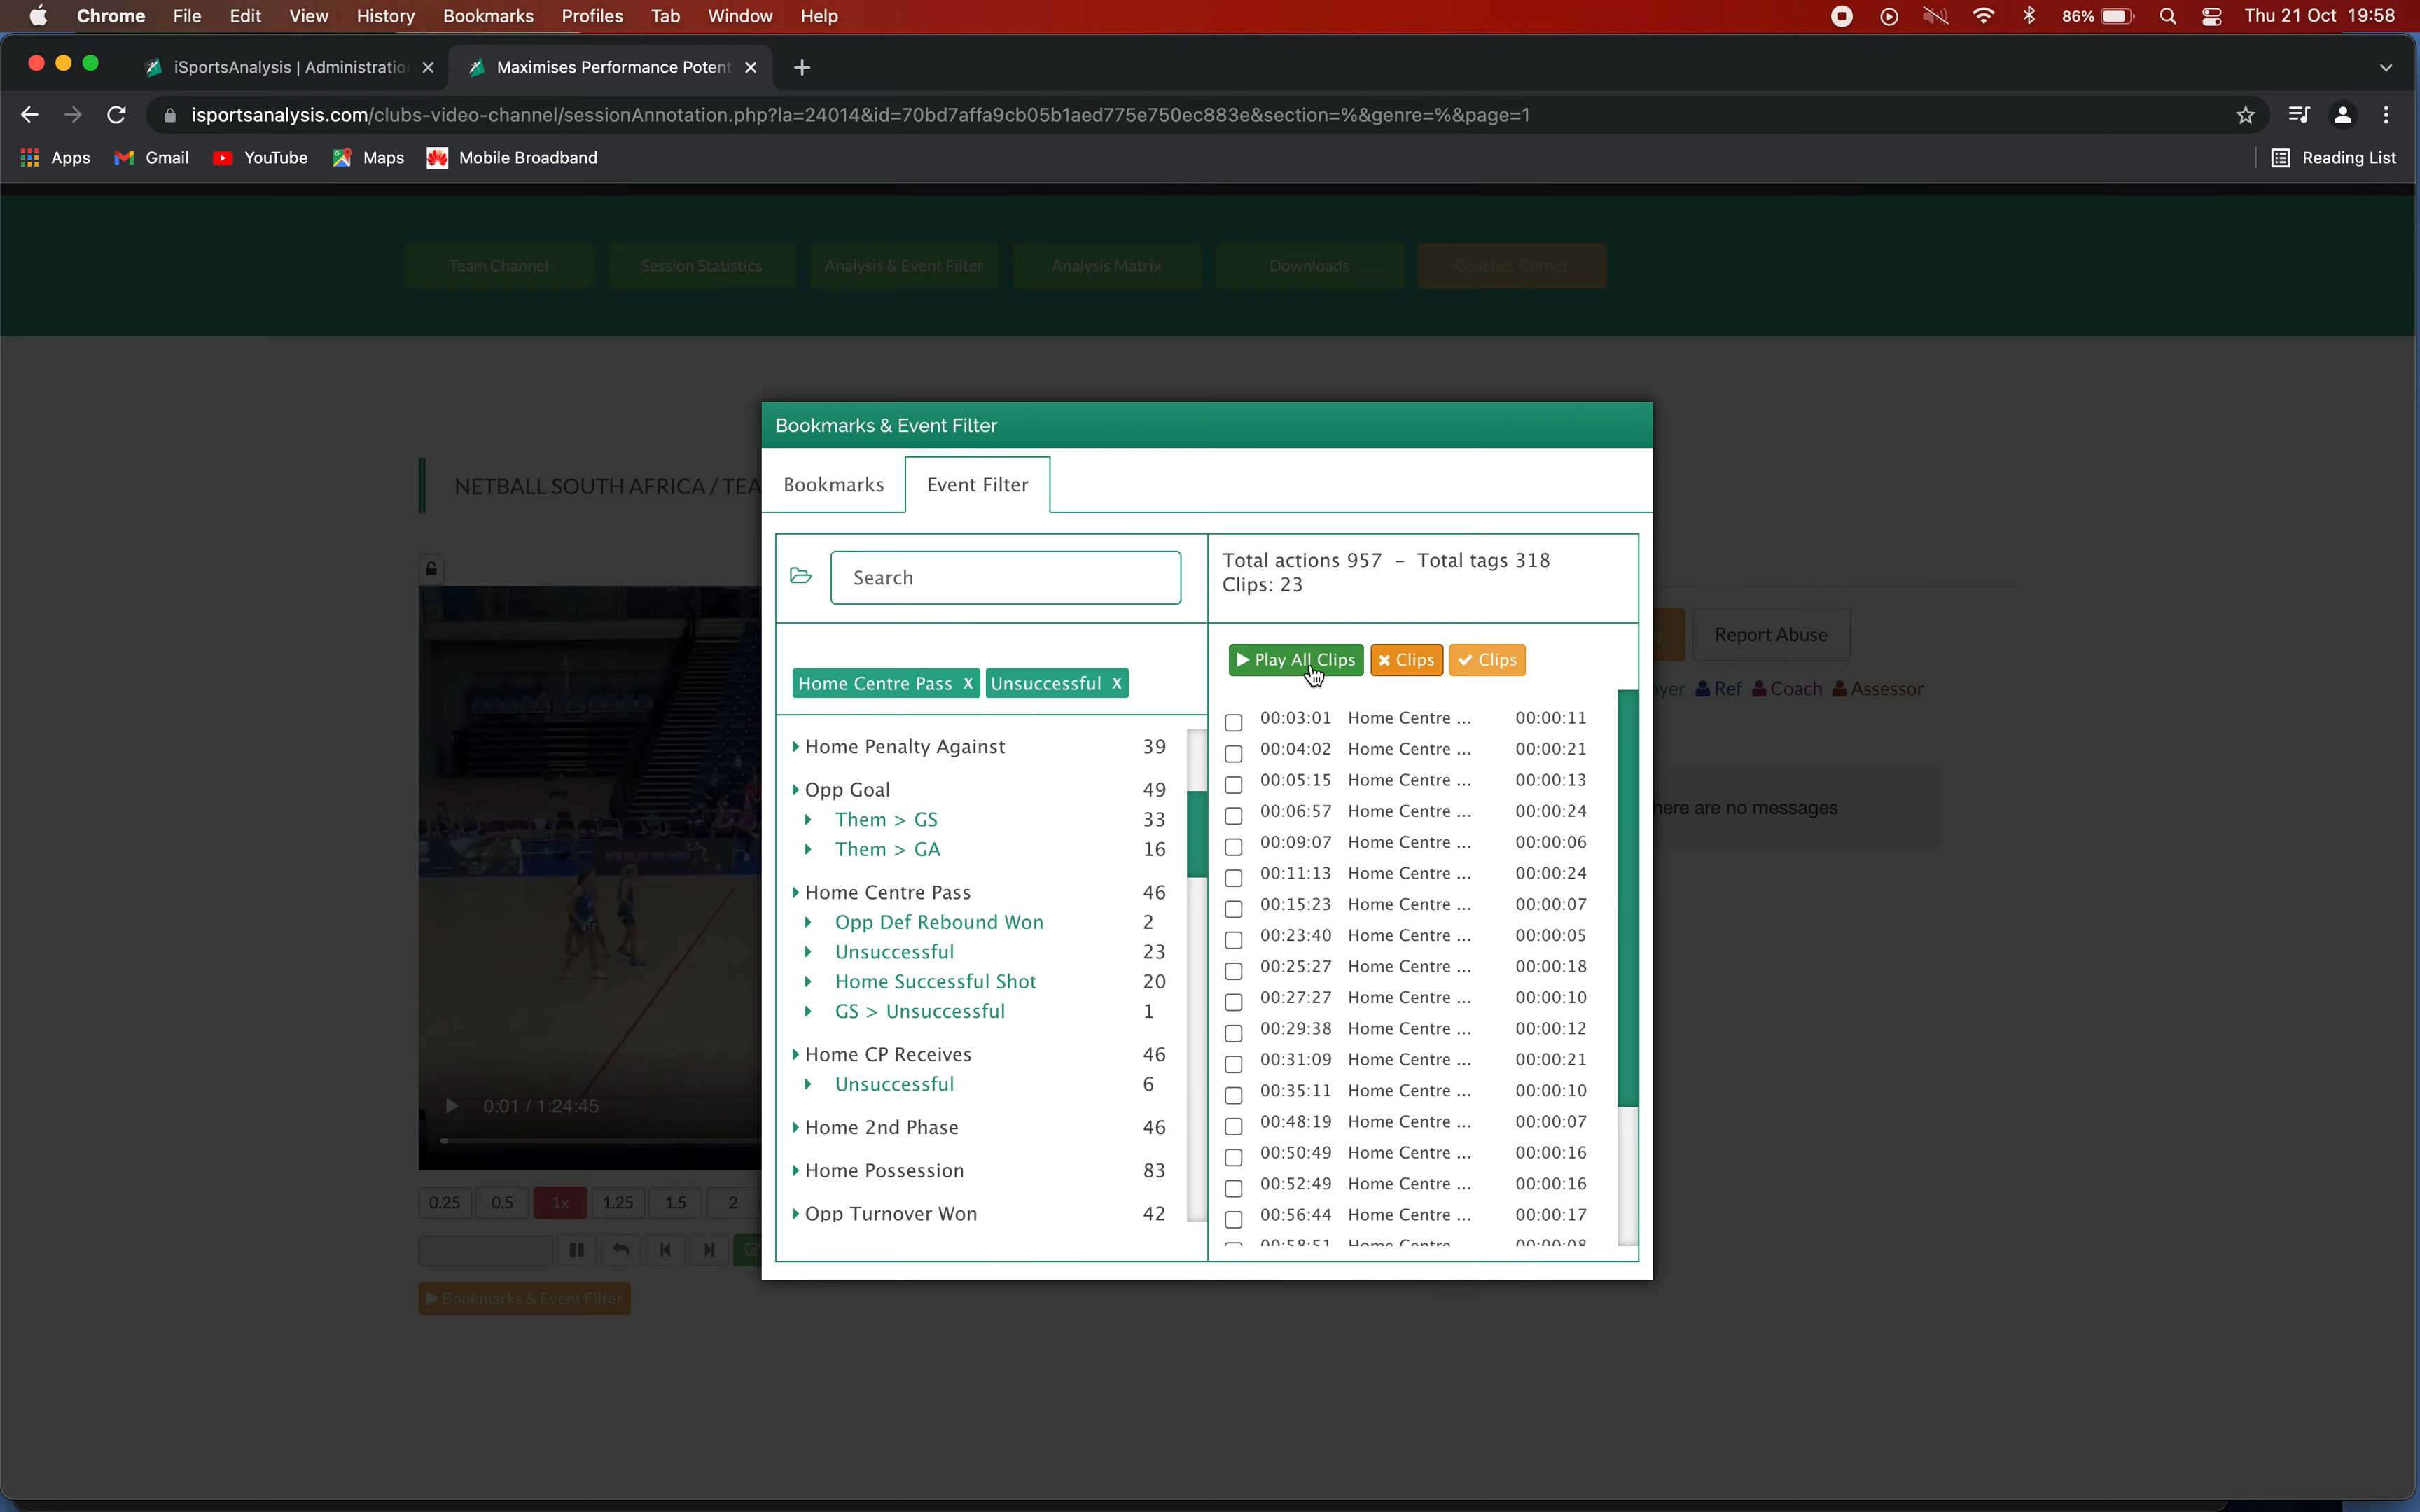 Chrome File Edit View History Bookmarks Profiles Tab Window Help 86% Thu 21 Oct 19:58
iSportsAnalysis | Administratio
Maximises Performance Potent
isportsanalysis.com/clubs-video-channel/sessionAnnotation.php?la=24014&id=70bd7affa9cb05b1aed775e750ec883e&section=%&genre=%&page=1
Apps Gmail YouTube Maps Mobile Broadband Reading List
Team Channel Session Statistics Analysis & Event Filter Analysis Matrix Downloads Coaches Corner
Bookmarks & Event Filter
Bookmarks Event Filter
NETBALL SOUTH AFRICA / TEA
Search
Total actions 957 - Total tags 318
Clips: 23
Report Abuse
Play All Clips Clips Clips
Home Centre Pass X Unsuccessful X
ayer Ref Coach Assessor
Home Penalty Against 39
Opp Goal 49
Them > GS 33
Them > GA 16
Home Centre Pass 46
Opp Def Rebound Won 2
Unsuccessful 23
Home Successful Shot 20
GS > Unsuccessful 1
Home CP Receives 46
Unsuccessful 6
Home 2nd Phase 46
Home Possession 83
Opp Turnover Won 42
00:03:01 Home Centre ... 00:00:11
00:04:02 Home Centre ... 00:00:21
00:05:15 Home Centre ... 00:00:13
00:06:57 Home Centre ... 00:00:24
00:09:07 Home Centre ... 00:00:06
00:11:13 Home Centre ... 00:00:24
00:15:23 Home Centre ... 00:00:07
00:23:40 Home Centre ... 00:00:05
00:25:27 Home Centre ... 00:00:18
00:27:27 Home Centre ... 00:00:10
00:29:38 Home Centre ... 00:00:12
00:31:09 Home Centre ... 00:00:21
00:35:11 Home Centre ... 00:00:10
00:48:19 Home Centre ... 00:00:07
00:50:49 Home Centre ... 00:00:16
00:52:49 Home Centre ... 00:00:16
00:56:44 Home Centre ... 00:00:17
00:58:51 Home Centre 00:00:08
here are no messages
0:01 / 1:24:45
0.25 0.5 1x 1.25 1.5 2
Bookmarks & Event Filter